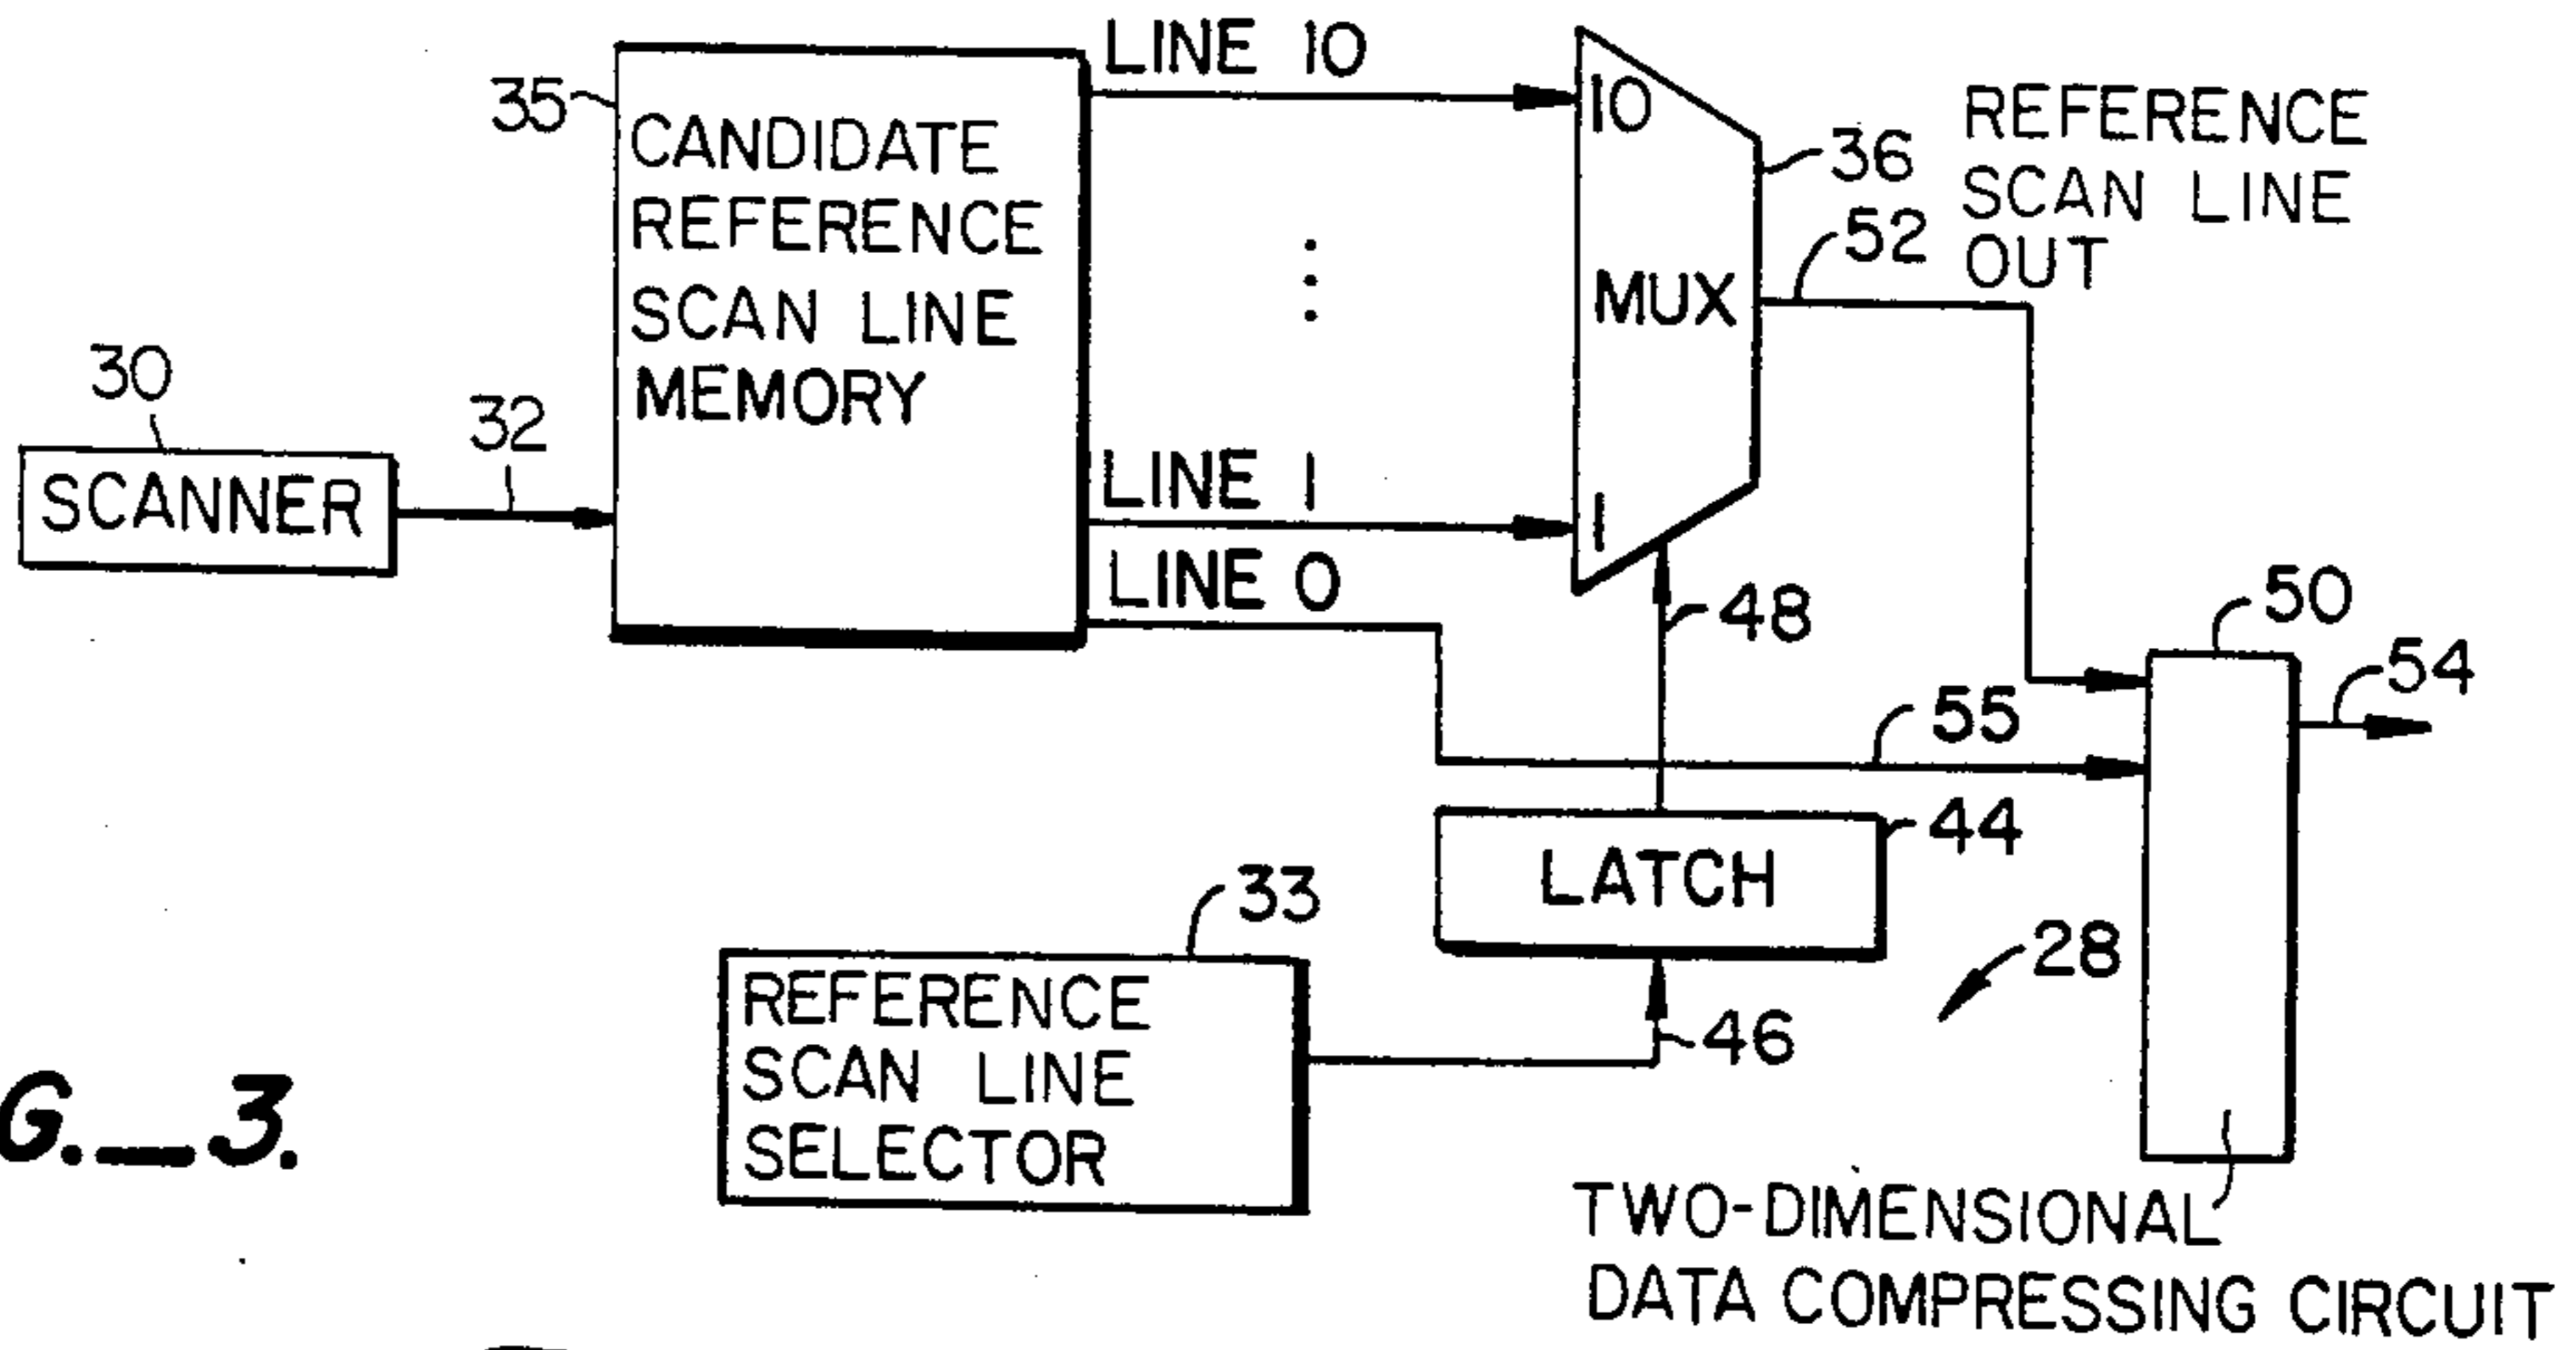 LINE 10
35
CANDIDATE
REFERENCE
SCAN LINE
MEMORY
10
MUX
1
36
52
REFERENCE
SCAN LINE
OUT
30
SCANNER
32
LINE 1
LINE 0
48
50
54
55
44
LATCH
33
REFERENCE
SCAN LINE
SELECTOR
46
28
G._3.
TWO-DIMENSIONAL
DATA COMPRESSING CIRCUIT